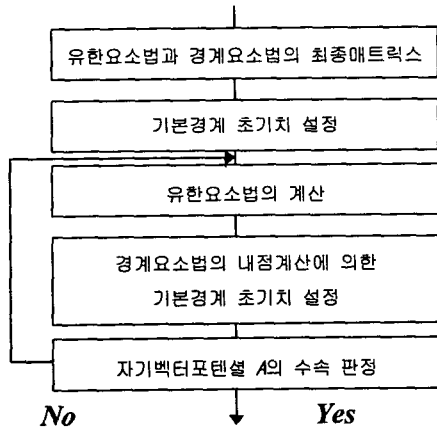 유한요소법과 경계요소법의 최종매트릭스
기본경계 초기치 설정
유한요소법의 계산
경계요소법의 내점계산에 의한
기본경계 초기치 설정
자기벡터포텐셜 A의 수속 판정
No Yes